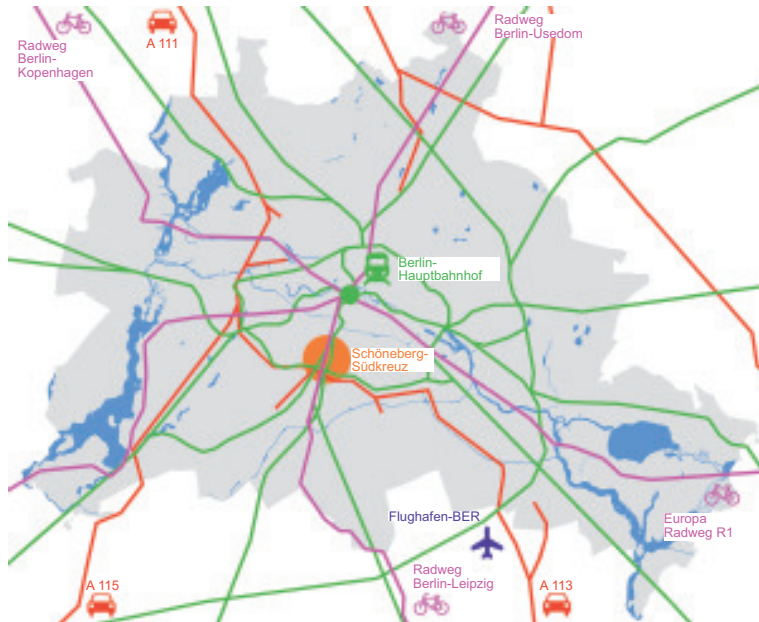 Radweg
Berlin-
Kopenhagen
A 111
Radweg
Berlin-Usedom
Berlin-
Hauptbahnhof
Schöneberg-
Südkreuz
Flughafen-BER
Europa
Radweg R1
A 115
Radweg
Berlin-Leipzig
A 113